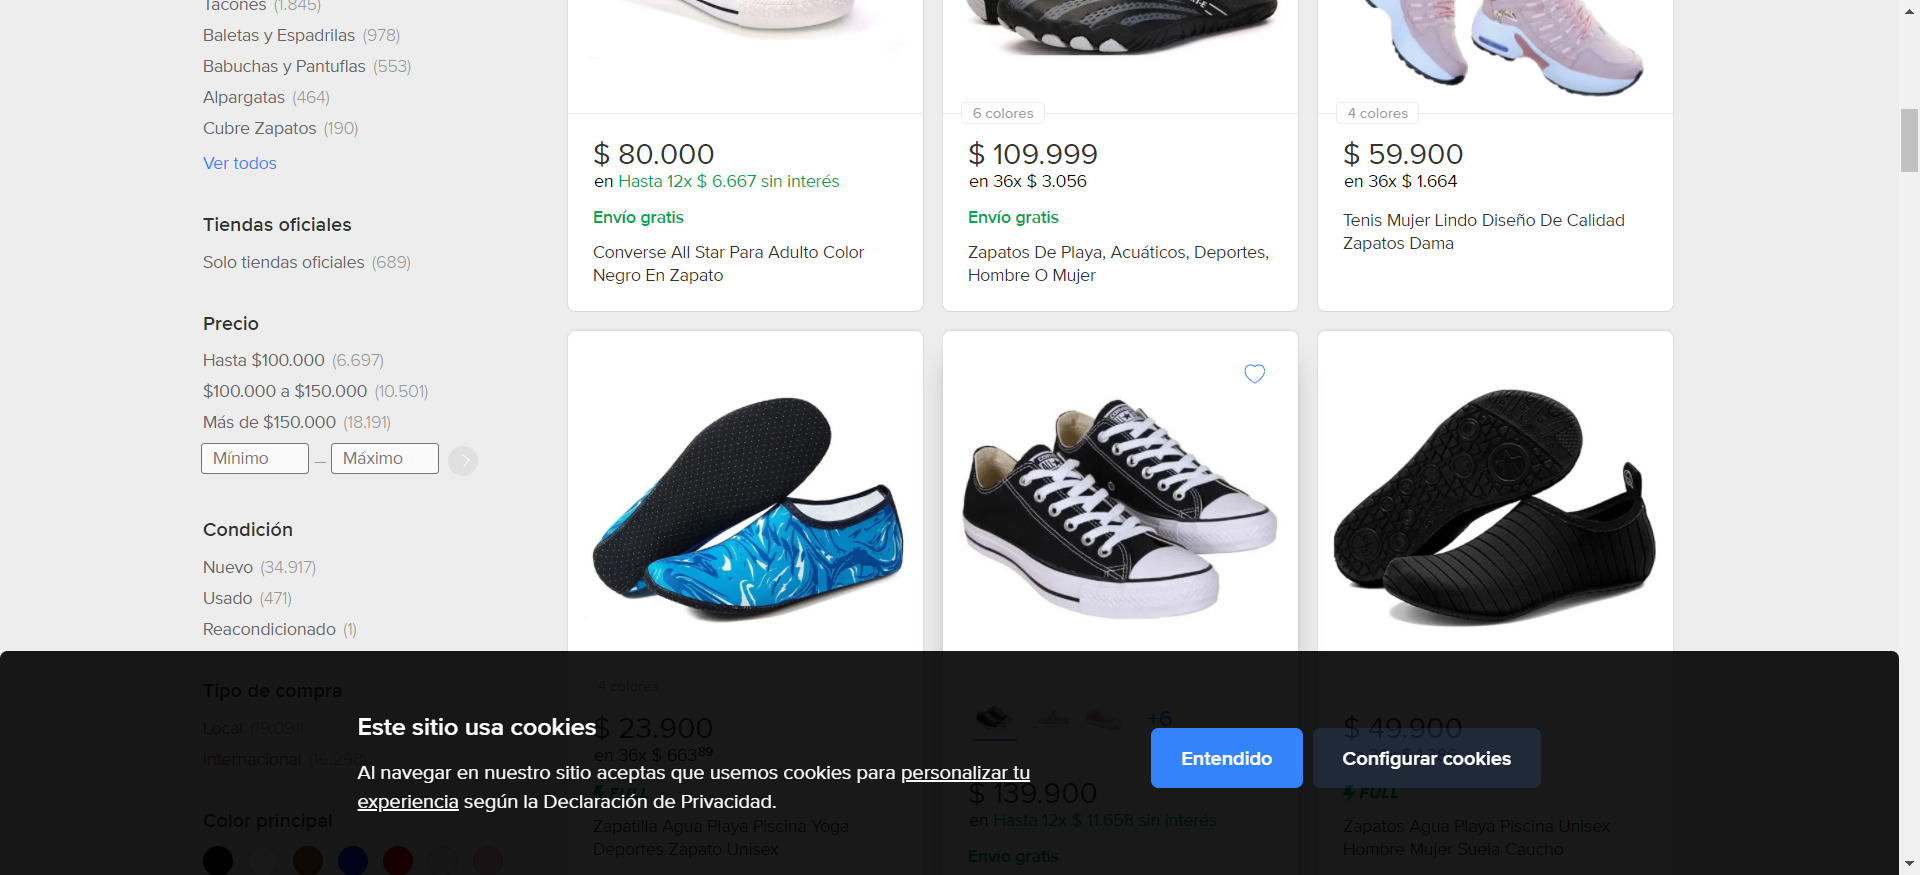 Tacones (1.845)
Baletas y Espadrilas (978)
Babuchas y Pantuflas (553)
Alpargatas (464)
Cubre Zapatos (190)
Ver todos
Tiendas oficiales
Solo tiendas oficiales (689)
Precio
Hasta $100.000 (6.697)
$100.000 a $150.000 (10.501)
Más de $150.000 (18.191)
Mínimo — Máximo
Condición
Nuevo (34.917)
Usado (471)
Reacondicionado (1)
Tipo de compra
Local (19.091)
Internacional
Color principal
$ 80.000
en Hasta 12x $ 6.667 sin interés
Envío gratis
Converse All Star Para Adulto Color
Negro En Zapato
6 colores
$ 109.999
en 36x $ 3.056
Envío gratis
Zapatos De Playa, Acuáticos, Deportes,
Hombre O Mujer
4 colores
$ 59.900
en 36x $ 1.664
Tenis Mujer Lindo Diseño De Calidad
Zapatos Dama
4 colores
$ 23.900
en 36x $ 663⁸⁹
FULL
Zapatilla Agua Playa Piscina Yoga
Deportes Zapato Unisex
+6
$ 139.900
en Hasta 12x $ 11.658 sin interés
Envío gratis
$ 49.900
FULL
Zapatos Agua Playa Piscina Unisex
Hombre Mujer Suela Caucho
Este sitio usa cookies
Al navegar en nuestro sitio aceptas que usemos cookies para personalizar tu
experiencia según la Declaración de Privacidad.
Entendido
Configurar cookies